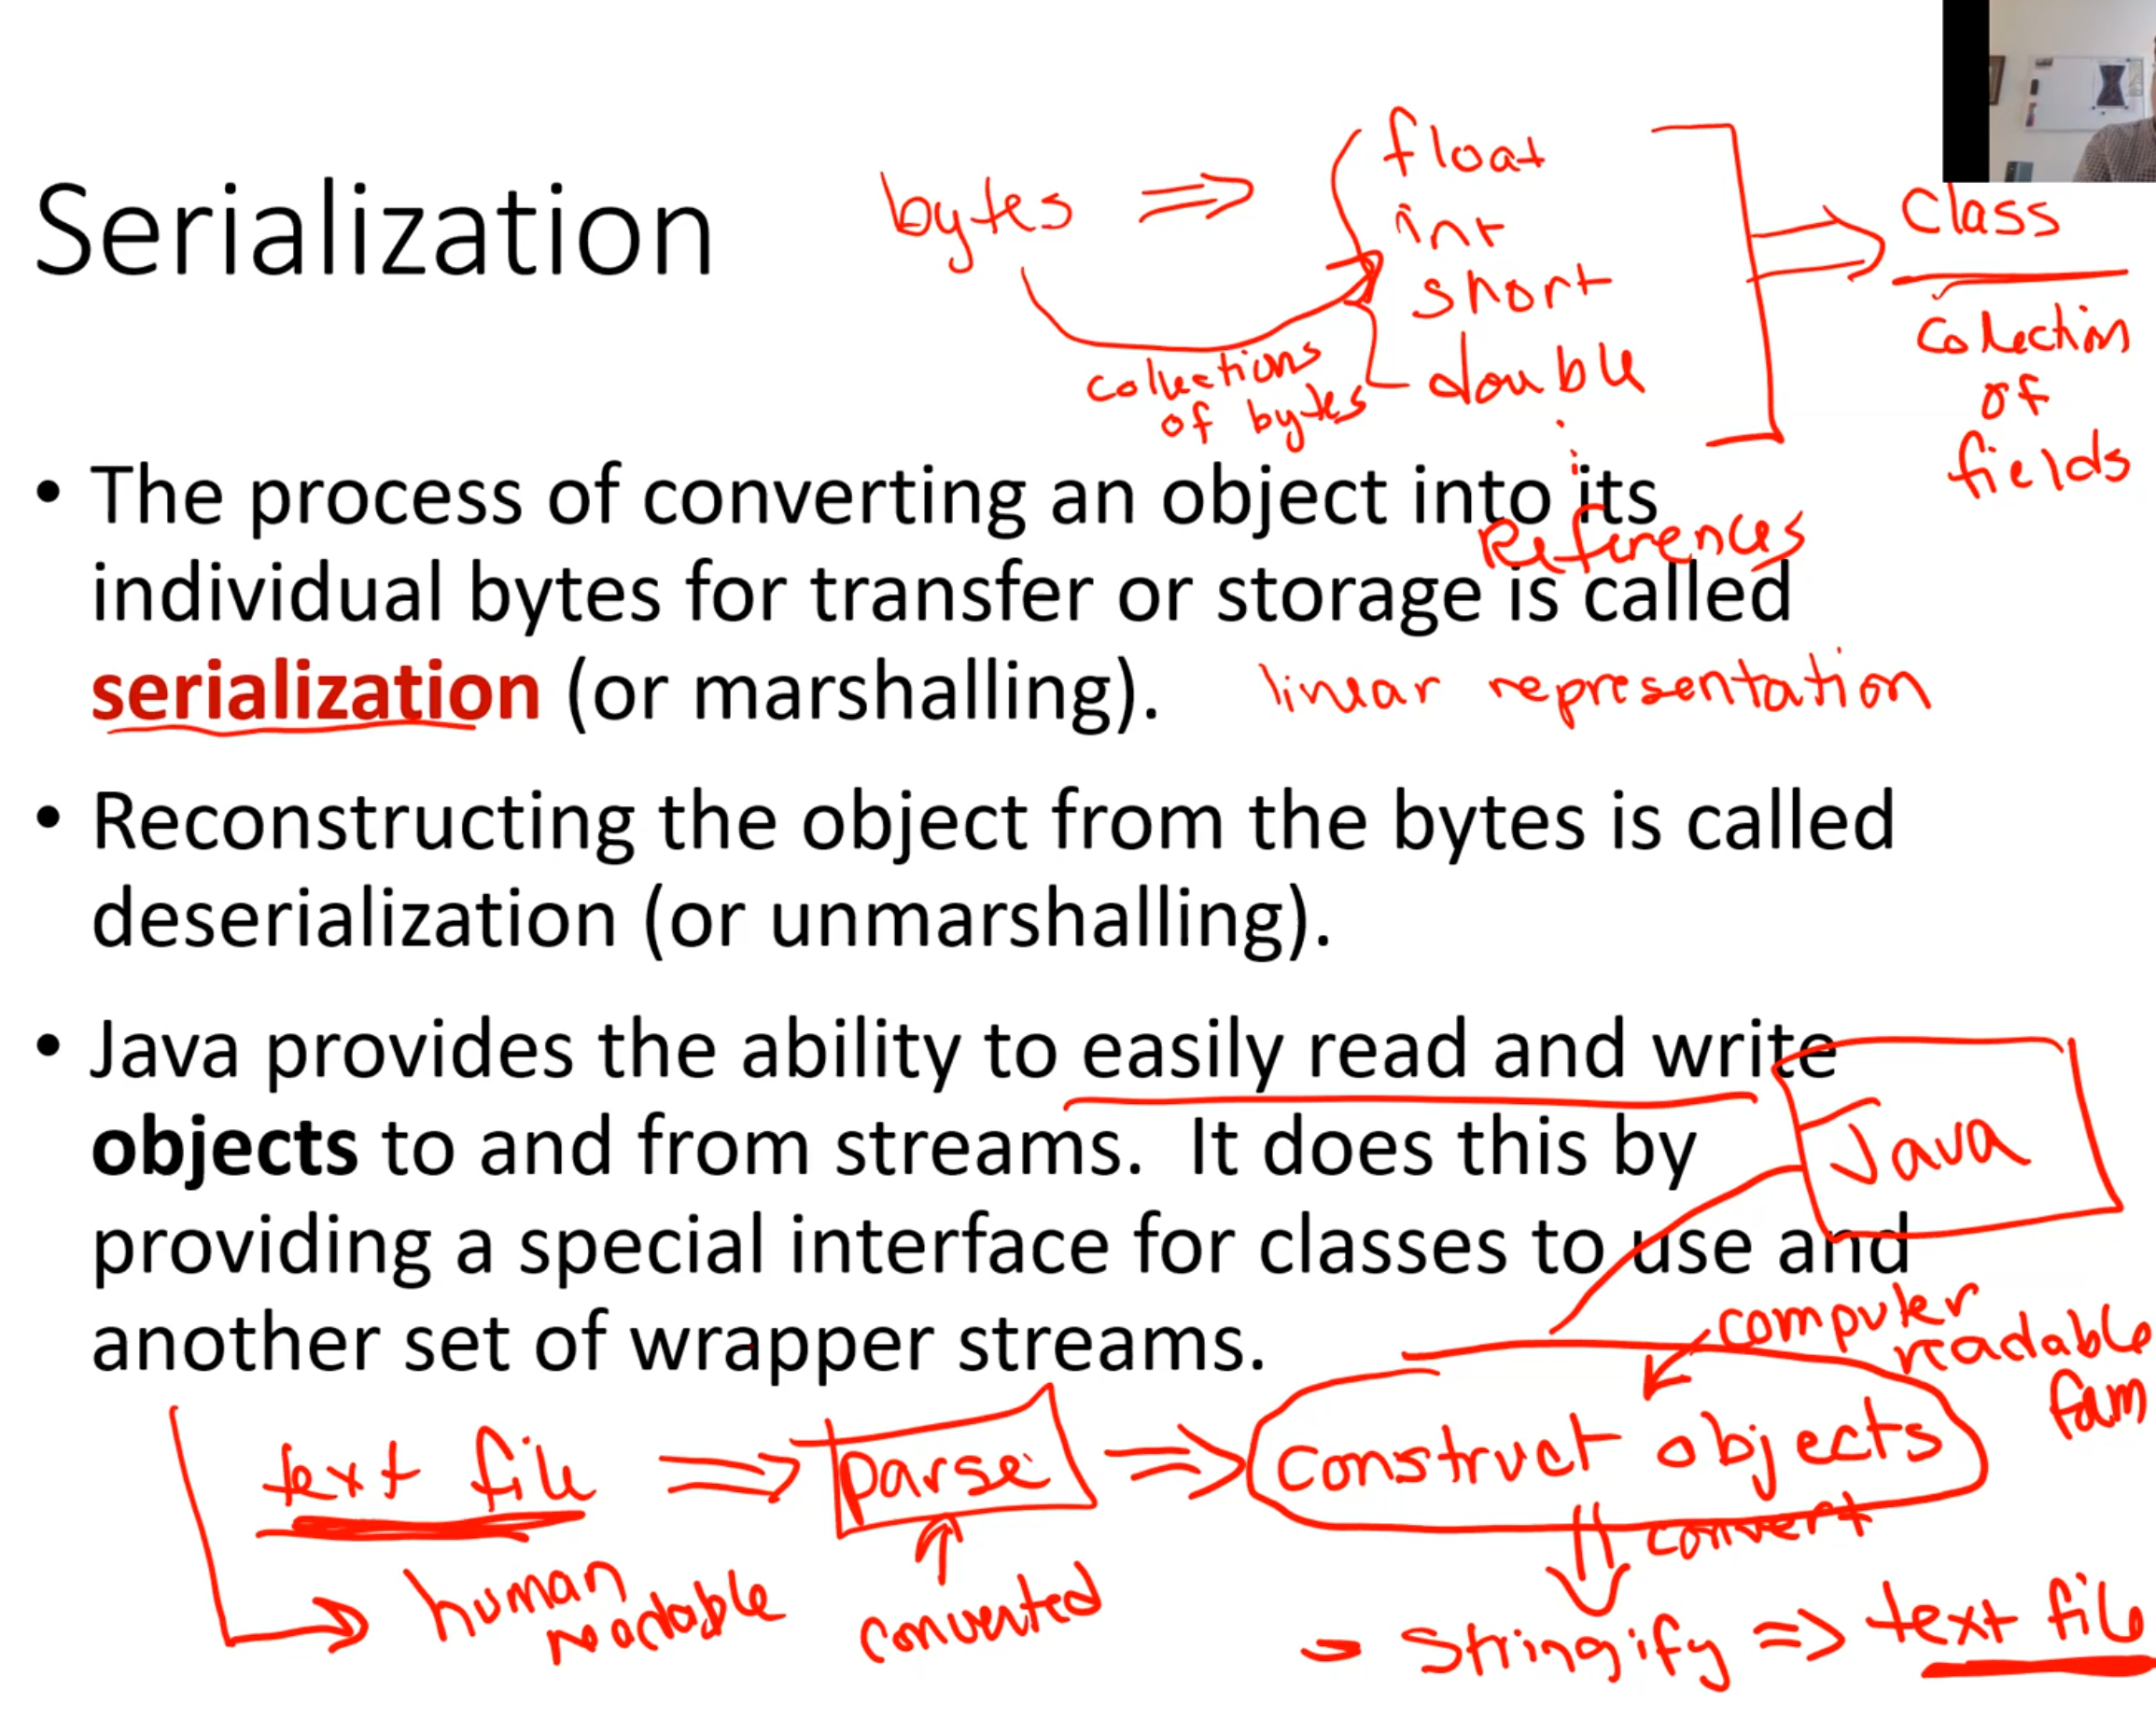 bytes ⇒ float
int
short
double
collections
of bytes
Class
Collection
of
fields
References
Serialization
• The process of converting an object into its
individual bytes for transfer or storage is called
serialization (or marshalling).
linear representation
• Reconstructing the object from the bytes is called
deserialization (or unmarshalling).
• Java provides the ability to easily read and write
objects to and from streams. It does this by
providing a special interface for classes to use and
another set of wrapper streams.
Java
computer
readable
form
text file ⇒ parse ⇒ construct objects
human
readable
converted
convert
- Stringify ⇒ text file